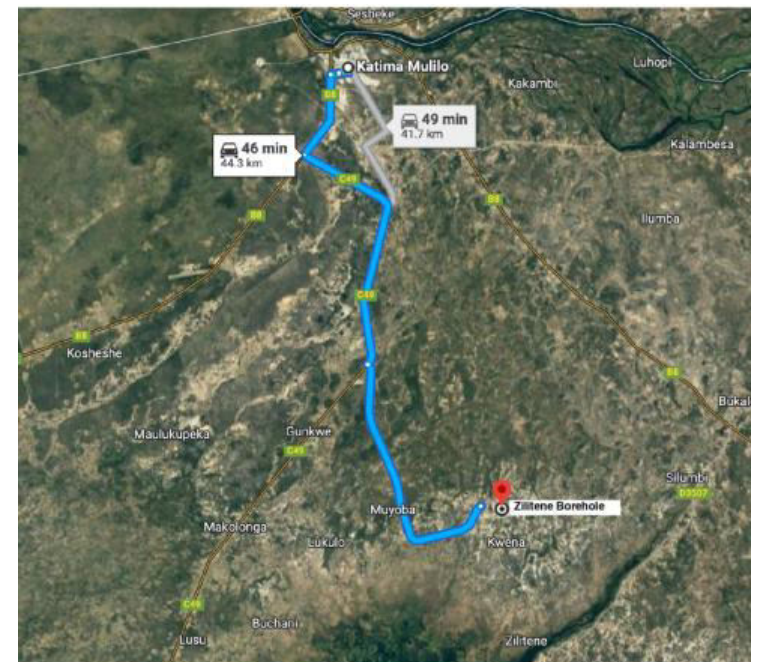 Sesheke
Katima Mulilo
Luhopi
Kakambi
B8
49 min
41.7 km
46 min
44.3 km
Kalambesa
C49
B8
B8
Ilumba
C49
B8
Kosheshe
B8
Bukal
Maulukupeka
Gunkwe
C49
Silumbi
D3507
Muyoba
Zilitene Borehole
Makolonga
Lukulo
Kwena
C49
Buchani
Lusu
Zilitene